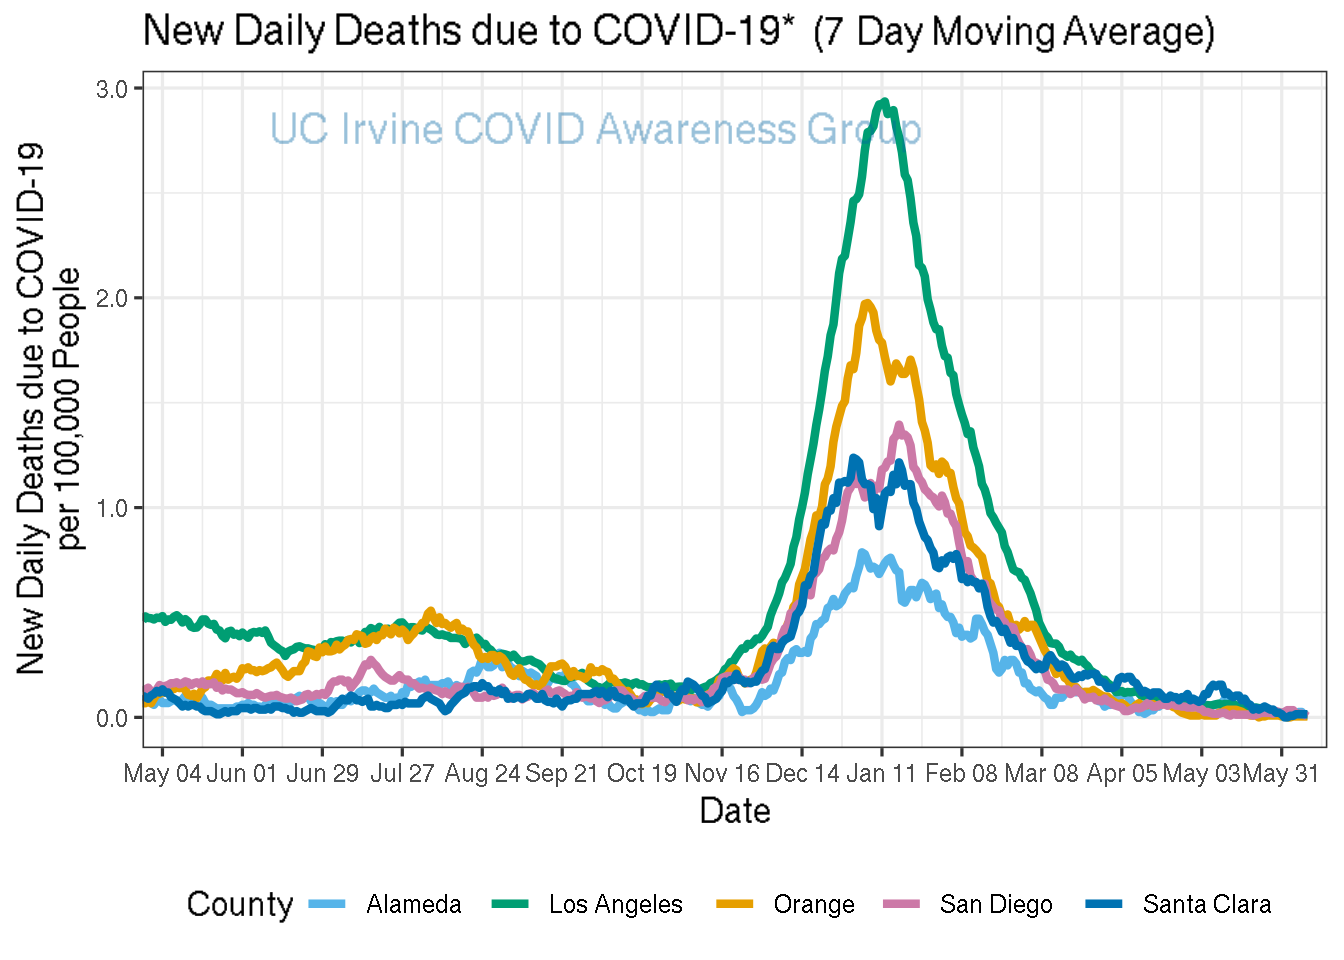 New Daily Deaths due to COVID-19* (7 Day Moving Average)
UC Irvine COVID Awareness Group
New Daily Deaths due to COVID-19
per 100,000 People
3.0
2.0
1.0
0.0
May 04 Jun 01 Jun 29 Jul 27 Aug 24 Sep 21 Oct 19 Nov 16 Dec 14 Jan 11 Feb 08 Mar 08 Apr 05 May 03 May 31
Date
County Alameda Los Angeles Orange San Diego Santa Clara